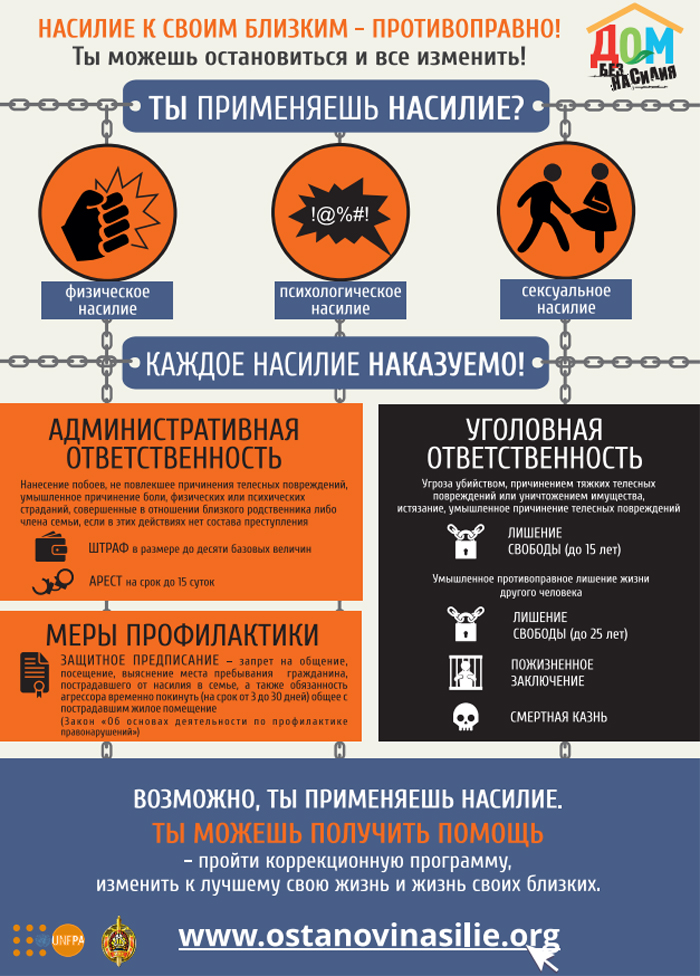 НАСИЛИЕ К СВОИМ БЛИЗКИМ - ПРОТИВОПРАВНО!
Ты можешь остановиться и все изменить!
ДОМ
БЕЗ
НАСИЛИЯ
ТЫ ПРИМЕНЯЕШЬ НАСИЛИЕ?
!@%#!
физическое
насилие
психологическое
насилие
сексуальное
насилие
КАЖДОЕ НАСИЛИЕ НАКАЗУЕМО!
АДМИНИСТРАТИВНАЯ
ОТВЕТСТВЕННОСТЬ
Нанесение побоев, не повлекшее причинения телесных повреждений,
умышленное причинение боли, физических или психических
страданий, совершенные в отношении близкого родственника либо
члена семьи, если в этих действиях нет состава преступления
ШТРАФ в размере до десяти базовых величин
АРЕСТ на срок до 15 суток
МЕРЫ ПРОФИЛАКТИКИ
ЗАЩИТНОЕ ПРЕДПИСАНИЕ – запрет на общение,
посещение, выяснение места пребывания гражданина,
пострадавшего от насилия в семье, а также обязанность
агрессора временно покинуть (на срок от 3 до 30 дней) общее с
пострадавшим жилое помещение
(Закон «Об основах деятельности по профилактике
правонарушений»)
УГОЛОВНАЯ
ОТВЕТСТВЕННОСТЬ
Угроза убийством, причинением тяжких телесных
повреждений или уничтожением имущества,
истязание, умышленное причинение телесных повреждений
ЛИШЕНИЕ
СВОБОДЫ (до 15 лет)
Умышленное противоправное лишение жизни
другого человека
ЛИШЕНИЕ
СВОБОДЫ (до 25 лет)
ПОЖИЗНЕННОЕ
ЗАКЛЮЧЕНИЕ
СМЕРТНАЯ КАЗНЬ
ВОЗМОЖНО, ТЫ ПРИМЕНЯЕШЬ НАСИЛИЕ.
ТЫ МОЖЕШЬ ПОЛУЧИТЬ ПОМОЩЬ
- пройти коррекционную программу,
изменить к лучшему свою жизнь и жизнь своих близких.
UNFPA
www.ostanovinasilie.org